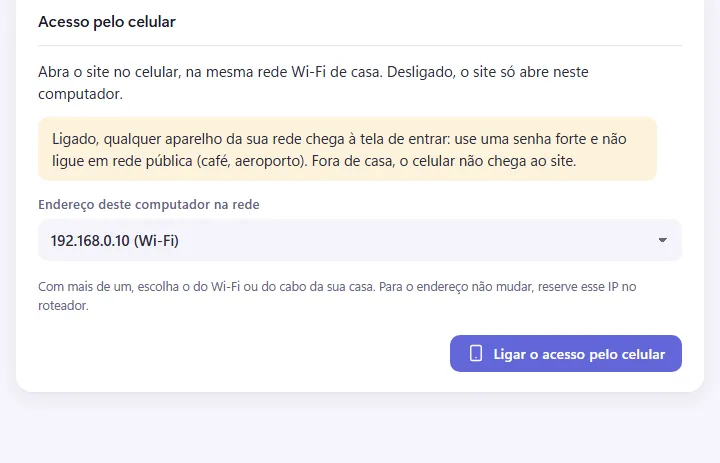 Acesso pelo celular
Abra o site no celular, na mesma rede Wi-Fi de casa. Desligado, o site só abre neste
computador.
Ligado, qualquer aparelho da sua rede chega à tela de entrar: use uma senha forte e não
ligue em rede pública (café, aeroporto). Fora de casa, o celular não chega ao site.
Endereço deste computador na rede
192.168.0.10 (Wi-Fi)
Com mais de um, escolha o do Wi-Fi ou do cabo da sua casa. Para o endereço não mudar, reserve esse IP no
roteador.
Ligar o acesso pelo celular